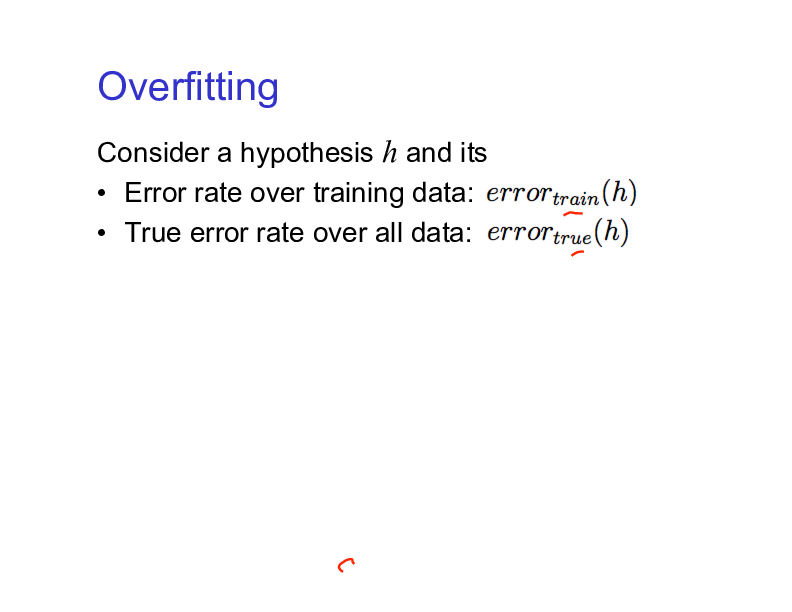 Overfitting
Consider a hypothesis h and its
• Error rate over training data: error_{train}(h)
• True error rate over all data: error_{true}(h)